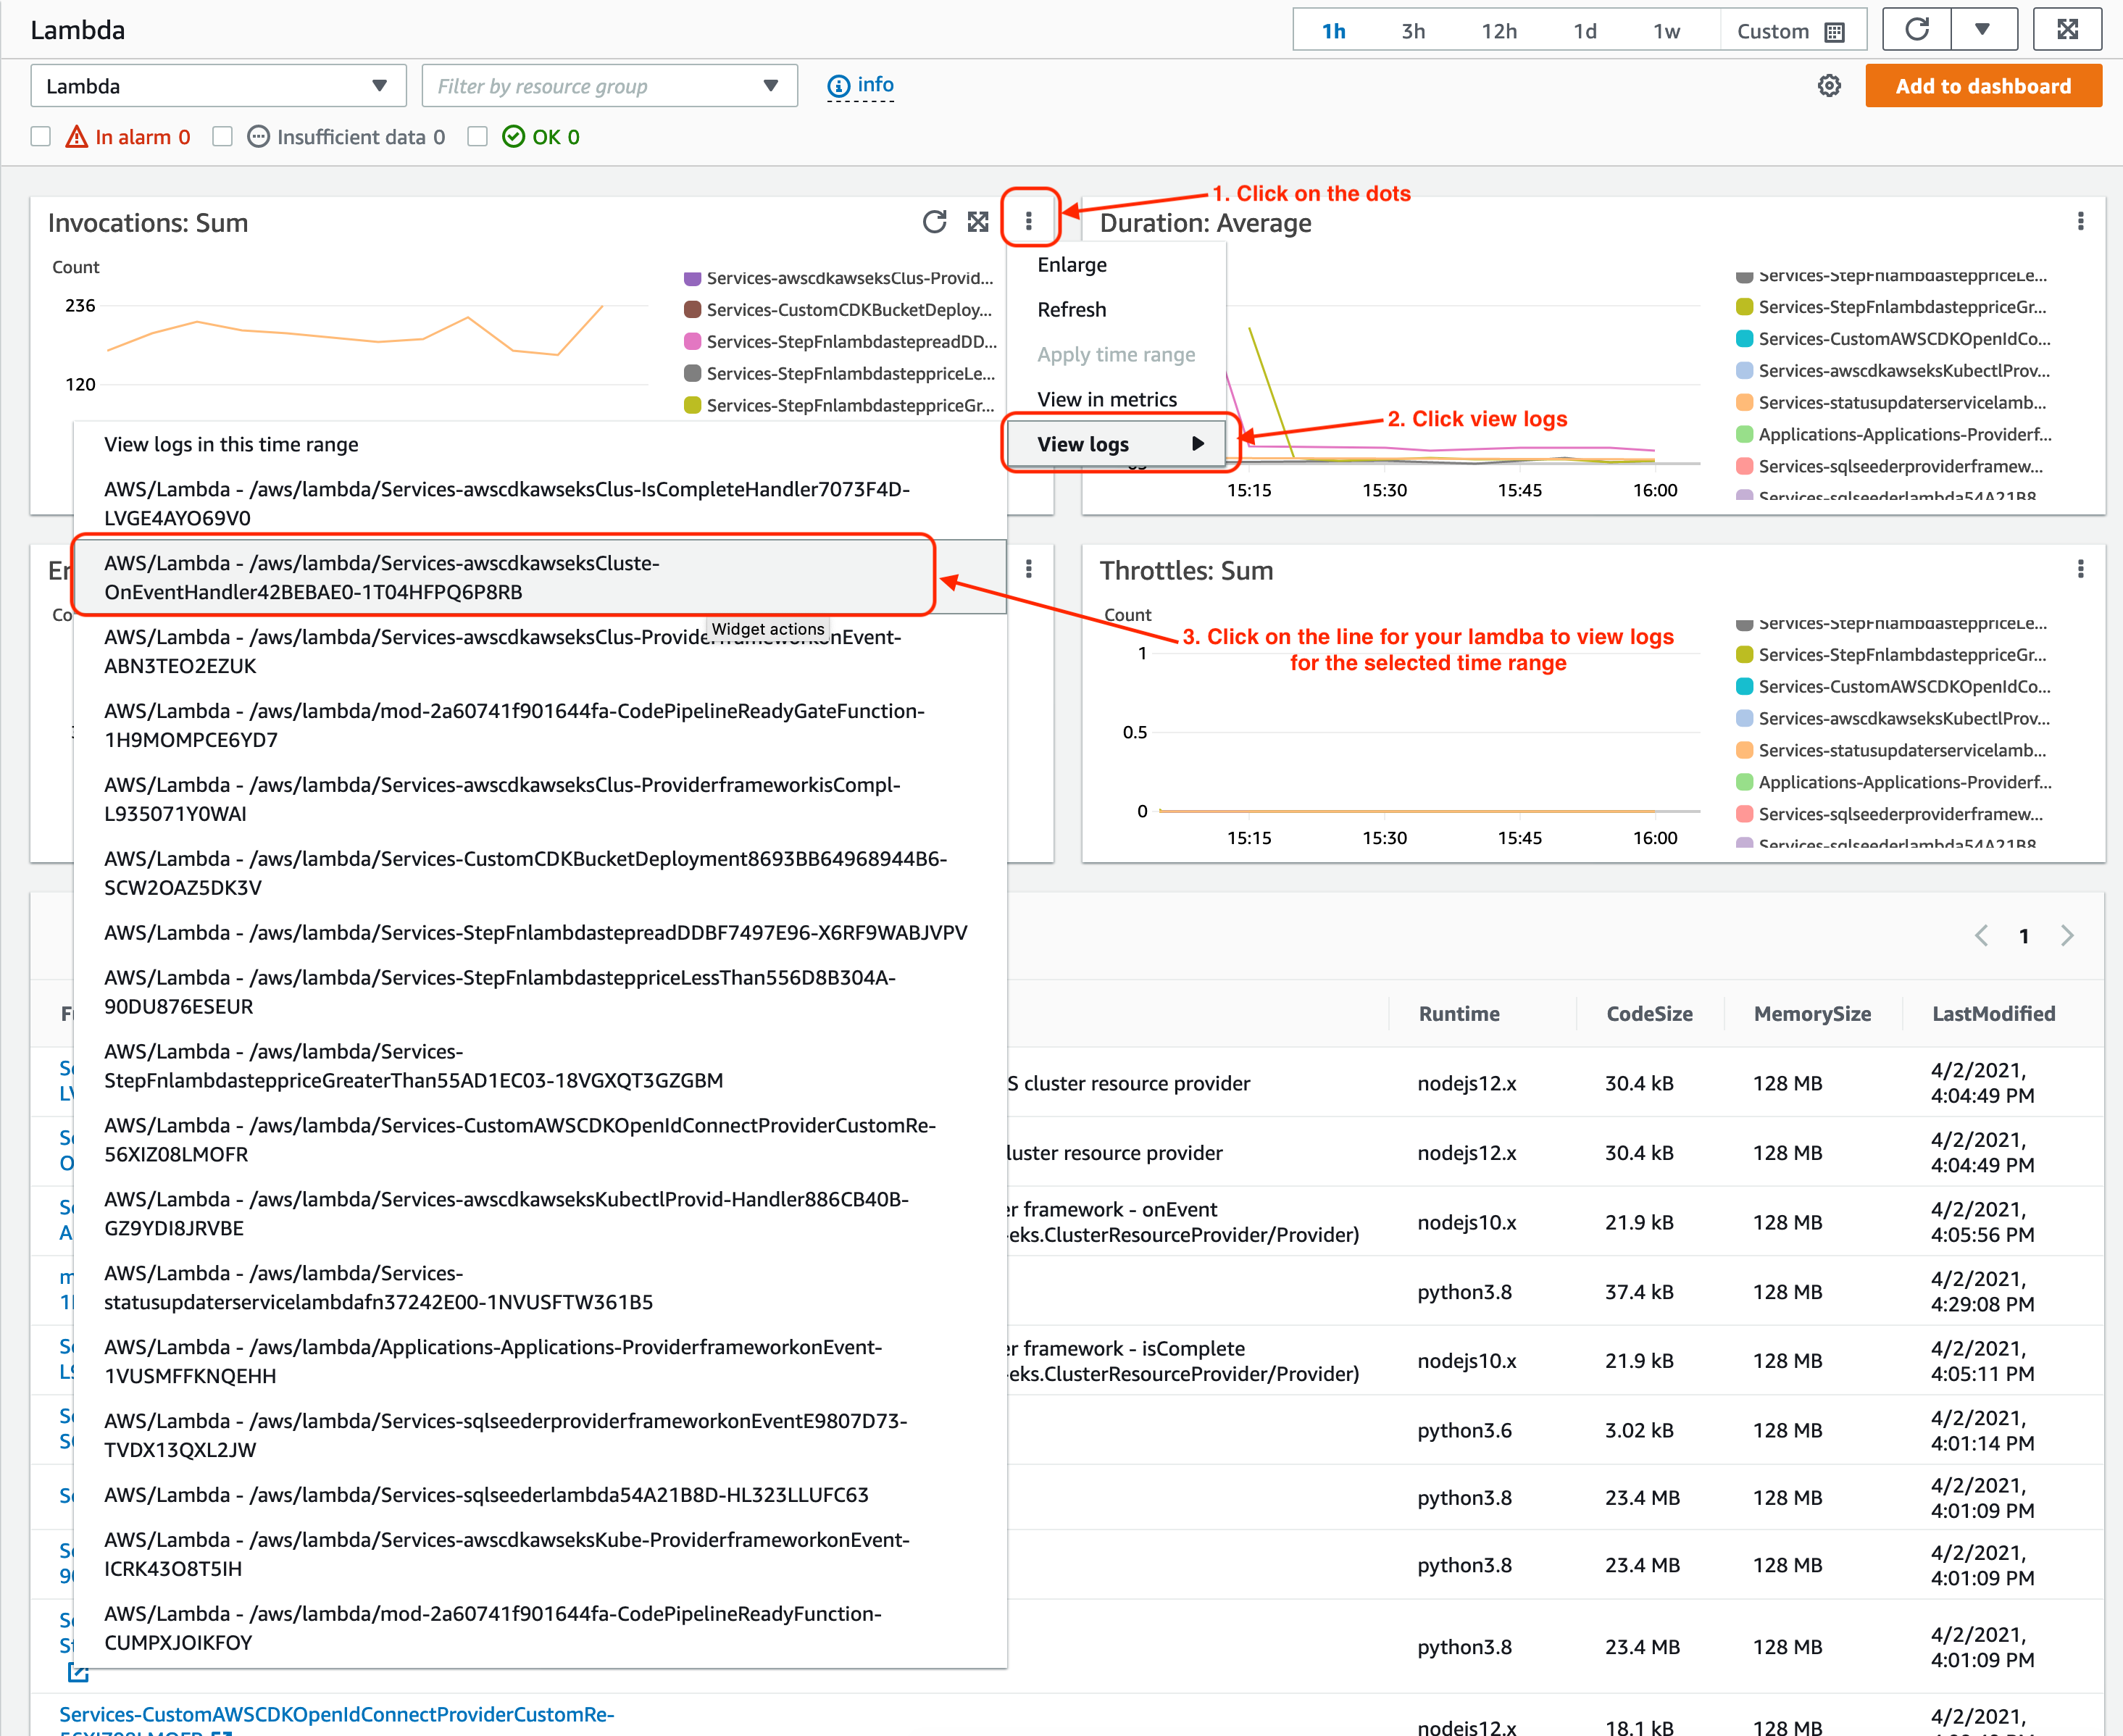 Lambda
1h 3h 12h 1d 1w Custom
Lambda
Filter by resource group
info
Add to dashboard
In alarm 0
Insufficient data 0
OK 0
1. Click on the dots
Invocations: Sum
Count
236
120
Services-awscdkawseksClus-Provid...
Services-CustomCDKBucketDeploy...
Services-StepFnlambdastepreadDD...
Services-StepFnlambdasteppriceLe...
Services-StepFnlambdasteppriceGr...
Enlarge
Refresh
Apply time range
View in metrics
View logs
2. Click view logs
Duration: Average
Services-StepFnlambdasteppriceLe...
Services-StepFnlambdasteppriceGr...
Services-CustomAWSCDKOpenIdCo...
Services-awscdkawseksKubectlProv...
Services-statusupdaterservicelamb...
Applications-Applications-Providerf...
Services-sqlseederproviderframew...
Services-sqlseederlambda54A21B8
15:15 15:30 15:45 16:00
View logs in this time range
AWS/Lambda - /aws/lambda/Services-awscdkawseksClus-IsCompleteHandler7073F4D-
LVGE4AYO69V0
AWS/Lambda - /aws/lambda/Services-awscdkawseksCluste-
OnEventHandler42BEBAE0-1T04HFPQ6P8RB
Widget actions
AWS/Lambda - /aws/lambda/Services-awscdkawseksClus-ProviderframeworkonEvent-
ABN3TEO2EZUK
AWS/Lambda - /aws/lambda/mod-2a60741f901644fa-CodePipelineReadyGateFunction-
1H9MOMPCE6YD7
AWS/Lambda - /aws/lambda/Services-awscdkawseksClus-ProviderframeworkisCompl-
L935071Y0WAI
AWS/Lambda - /aws/lambda/Services-CustomCDKBucketDeployment8693BB64968944B6-
SCW2OAZ5DK3V
AWS/Lambda - /aws/lambda/Services-StepFnlambdastepreadDDBF7497E96-X6RF9WABJVPV
AWS/Lambda - /aws/lambda/Services-StepFnlambdasteppriceLessThan556D8B304A-
90DU876ESEUR
AWS/Lambda - /aws/lambda/Services-
StepFnlambdasteppriceGreaterThan55AD1EC03-18VGXQT3GZGBM
AWS/Lambda - /aws/lambda/Services-CustomAWSCDKOpenIdConnectProviderCustomRe-
56XIZ08LMOFR
AWS/Lambda - /aws/lambda/Services-awscdkawseksKubectlProvid-Handler886CB40B-
GZ9YDI8JRVBE
AWS/Lambda - /aws/lambda/Services-
statusupdaterservicelambdafn37242E00-1NVUSFTW361B5
AWS/Lambda - /aws/lambda/Applications-Applications-ProviderframeworkonEvent-
1VUSMFFKNQEHH
AWS/Lambda - /aws/lambda/Services-sqlseederproviderframeworkonEventE9807D73-
TVDX13QXL2JW
AWS/Lambda - /aws/lambda/Services-sqlseederlambda54A21B8D-HL323LLUFC63
AWS/Lambda - /aws/lambda/Services-awscdkawseksKube-ProviderframeworkonEvent-
ICRK43O8T5IH
AWS/Lambda - /aws/lambda/mod-2a60741f901644fa-CodePipelineReadyFunction-
CUMPXJOIKFOY
Throttles: Sum
Count
1
0.5
0
3. Click on the line for your lamdba to view logs
for the selected time range
Services-StepFnlambdasteppriceLe...
Services-StepFnlambdasteppriceGr...
Services-CustomAWSCDKOpenIdCo...
Services-awscdkawseksKubectlProv...
Services-statusupdaterservicelamb...
Applications-Applications-Providerf...
Services-sqlseederproviderframew...
Services-sqlseederlambda54A21B8
15:15 15:30 15:45 16:00
1
Runtime CodeSize MemorySize LastModified
S cluster resource provider nodejs12.x 30.4 kB 128 MB 4/2/2021,
4:04:49 PM
luster resource provider nodejs12.x 30.4 kB 128 MB 4/2/2021,
4:04:49 PM
er framework - onEvent
eks.ClusterResourceProvider/Provider) nodejs10.x 21.9 kB 128 MB 4/2/2021,
4:05:56 PM
python3.8 37.4 kB 128 MB 4/2/2021,
4:29:08 PM
er framework - isComplete
eks.ClusterResourceProvider/Provider) nodejs10.x 21.9 kB 128 MB 4/2/2021,
4:05:11 PM
python3.6 3.02 kB 128 MB 4/2/2021,
4:01:14 PM
python3.8 23.4 MB 128 MB 4/2/2021,
4:01:09 PM
python3.8 23.4 MB 128 MB 4/2/2021,
4:01:09 PM
python3.8 23.4 MB 128 MB 4/2/2021,
4:01:09 PM
Services-CustomAWSCDKOpenIdConnectProviderCustomRe-
nodejs12.x 18.1 kB 128 MB 4/2/2021,